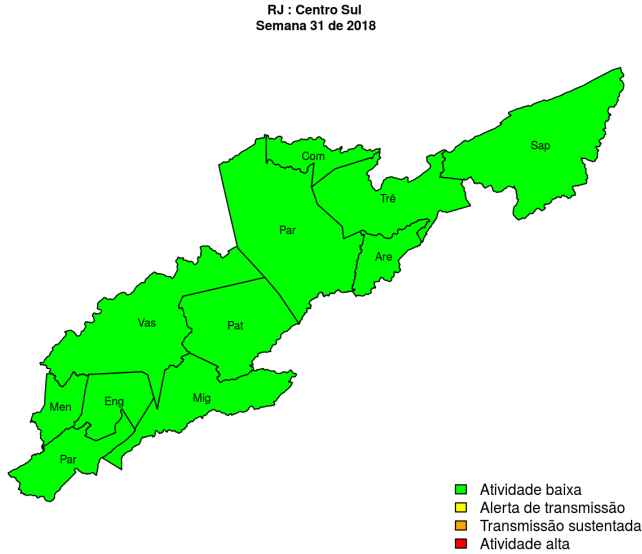 RJ : Centro Sul
Semana 31 de 2018
Sap
Com
Trê
Par
Are
Vas
Pat
Mig
Men
Eng
Par
Atividade baixa
Alerta de transmissão
Transmissão sustentada
Atividade alta